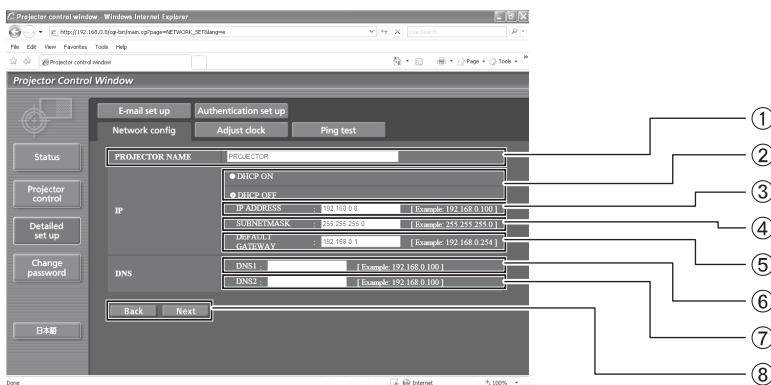 Projector control window - Windows Internet Explorer
http://192.168.0.8/cgi-bin/main.cgi?page=NETWORK_SET&lang=e
Live Search
File Edit View Favorites Tools Help
Projector control window
Page Tools
Projector Control Window
E-mail set up Authentication set up
Network config Adjust clock Ping test
Status
Projector control
Detailed set up
Change password
日本語
PROJECTOR NAME PROJECTOR
IP
DHCP ON
DHCP OFF
IP ADDRESS : 192.168.0.8 [ Example: 192.168.0.100 ]
SUBNETMASK : 255.255.255.0 [ Example: 255.255.255.0 ]
DEFAULT GATEWAY : 192.168.0.1 [ Example: 192.168.0.254 ]
DNS
DNS1 : [ Example: 192.168.0.100 ]
DNS2 : [ Example: 192.168.0.100 ]
Back Next
Done Internet 100%
①
②
③
④
⑤
⑥
⑦
⑧